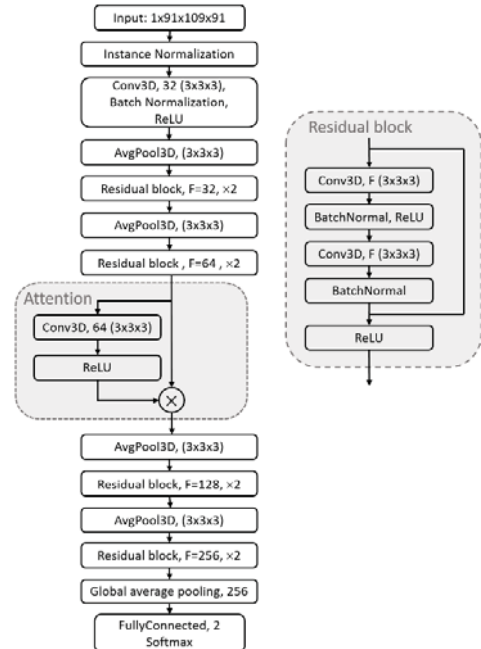 Input: 1x91x109x91
Instance Normalization
Conv3D, 32 (3x3x3),
Batch Normalization,
ReLU
AvgPool3D, (3x3x3)
Residual block, F=32, ×2
AvgPool3D, (3x3x3)
Residual block , F=64 , ×2
Attention
Conv3D, 64 (3x3x3)
ReLU
×
AvgPool3D, (3x3x3)
Residual block, F=128, ×2
AvgPool3D, (3x3x3)
Residual block, F=256, ×2
Global average pooling, 256
FullyConnected, 2
Softmax
Residual block
Conv3D, F (3x3x3)
BatchNormal, ReLU
Conv3D, F (3x3x3)
BatchNormal
ReLU